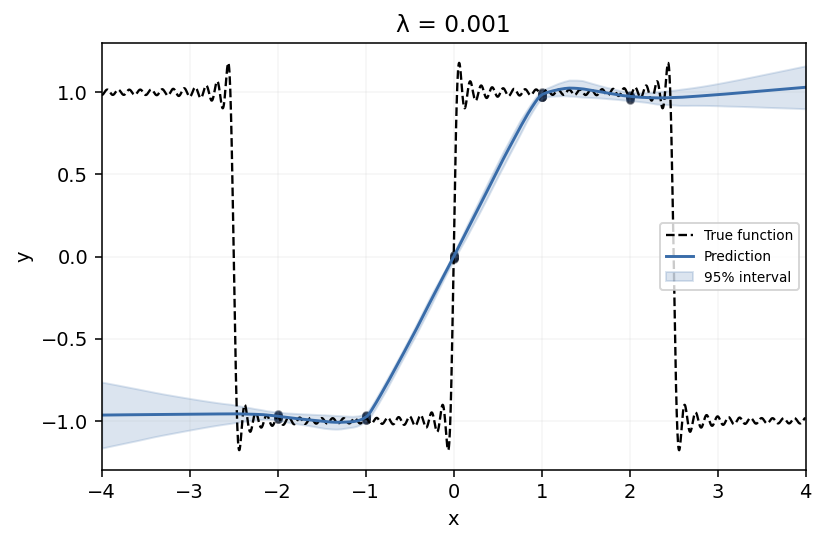 λ = 0.001
1.0
0.5
0.0
−0.5
−1.0
y
True function
Prediction
95% interval
−4 −3 −2 −1 0 1 2 3 4
x